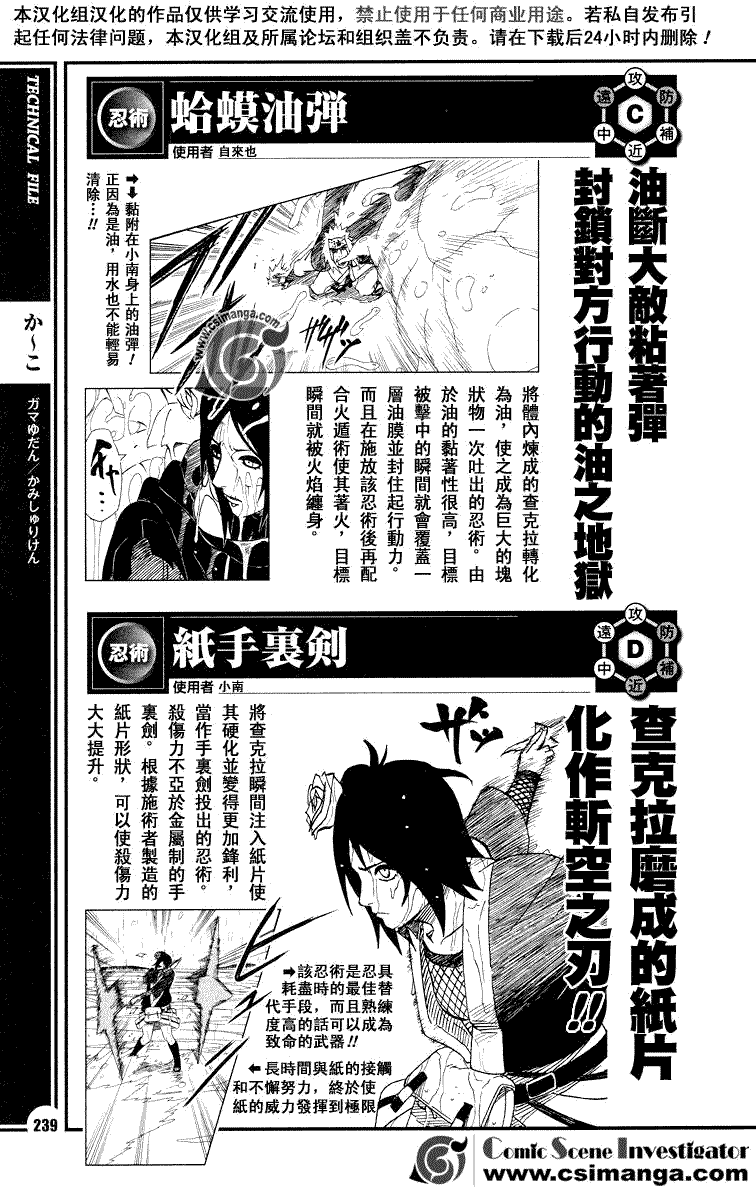 本汉化组汉化的作品仅供学习交流使用，禁止使用于任何商业用途。若私自发布引
起任何法律问题，本汉化组及所属论坛和组织盖不负责。请在下载后24小时内删除！
TECHNICAL FILE
か～こ
ガマゆだん／かみしゅりけん
239
忍術
蛤蟆油彈
使用者 自來也
攻
防
補
近
中
遠
C
油斷大敵粘著彈
封鎖對方行動的油之地獄
➡⬇黏附在小南身上的油彈！
正因為是油，用水也不能輕易
清除…!!
www.csimanga.com
將體內煉成的查克拉轉化
為油，使之成為巨大的塊
狀物一次吐出的忍術。由
於油的黏著性很高，目標
被擊中的瞬間就會覆蓋一
層油膜並封住起行動力。
而且在施放該忍術後再配
合火遁術使其著火，目標
瞬間就被火焰纏身。
忍術
紙手裏剣
使用者 小南
攻
防
補
近
中
遠
D
查克拉磨成的紙片
化作斬空之刃!!
將查克拉瞬間注入紙片使
其硬化並變得更加鋒利，
當作手裏劍投出的忍術。
殺傷力不亞於金屬制的手
裏劍。根據施術者製造的
紙片形狀，可以使殺傷力
大大提升。
➡該忍術是忍具
耗盡時的最佳替
代手段，而且熟練
度高的話可以成為
致命的武器!!
⬅長時間與紙的接觸
和不懈努力，終於使
紙的威力發揮到極限
Comic Scene Investigator
www.csimanga.com